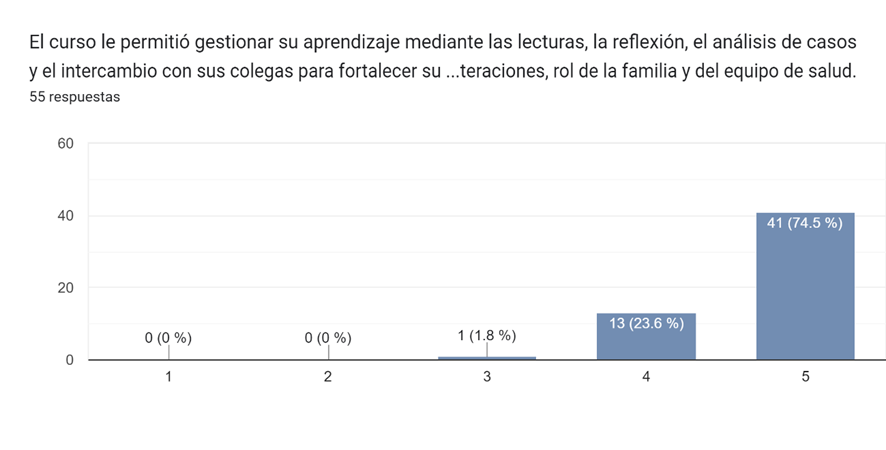 El curso le permitió gestionar su aprendizaje mediante las lecturas, la reflexión, el análisis de casos
y el intercambio con sus colegas para fortalecer su ...teraciones, rol de la familia y del equipo de salud.
55 respuestas
60
40
20
0
0 (0 %)
0 (0 %)
1 (1.8 %)
13 (23.6 %)
41 (74.5 %)
1
2
3
4
5